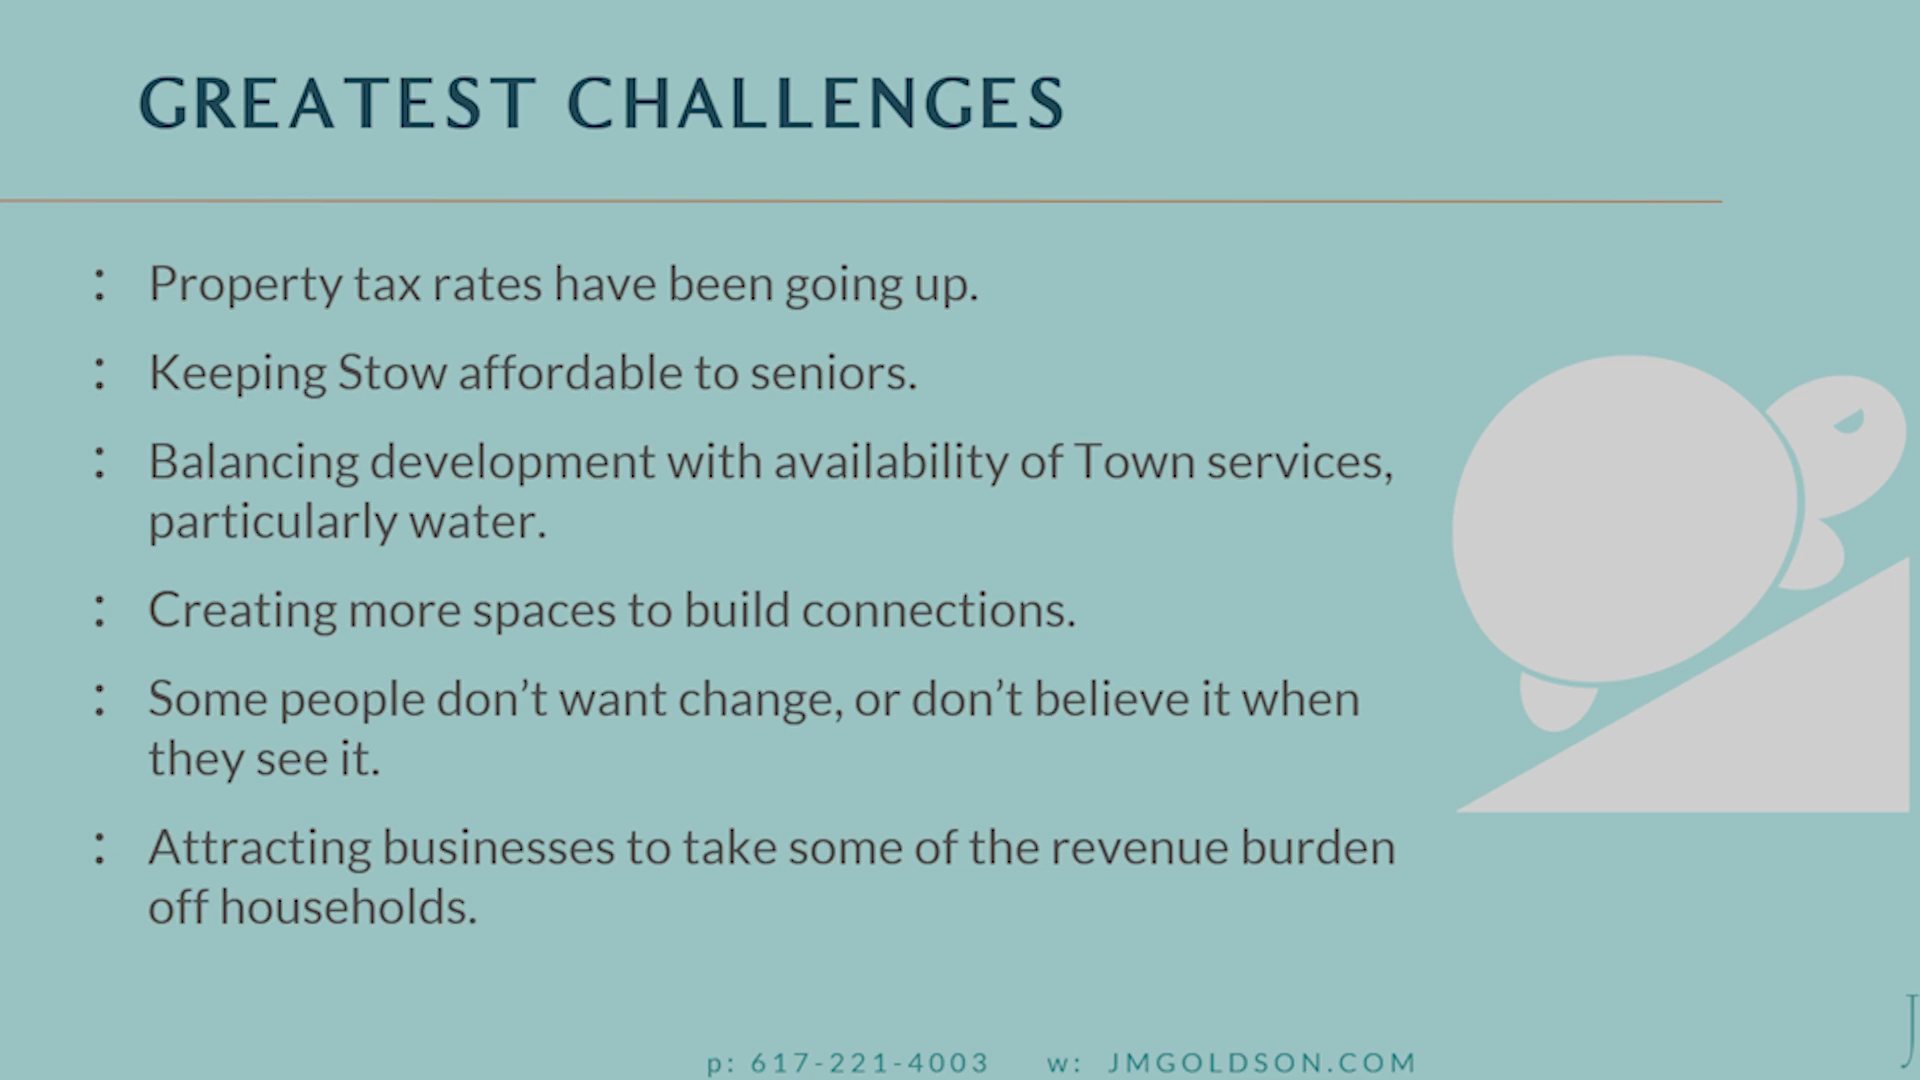 GREATEST CHALLENGES
: Property tax rates have been going up.
: Keeping Stow affordable to seniors.
: Balancing development with availability of Town services,
particularly water.
: Creating more spaces to build connections.
: Some people don’t want change, or don’t believe it when
they see it.
: Attracting businesses to take some of the revenue burden
off households.
J
p: 617-221-4003 w: JMGOLDSON.COM